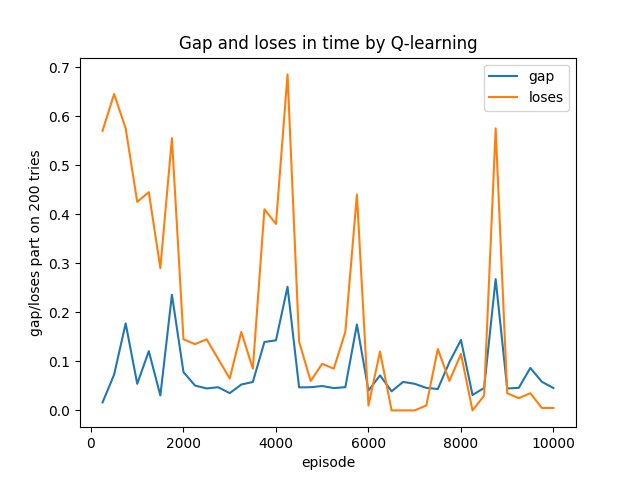 Gap and loses in time by Q-learning
gap
loses
gap/loses part on 200 tries
0.7
0.6
0.5
0.4
0.3
0.2
0.1
0.0
0 2000 4000 6000 8000 10000
episode